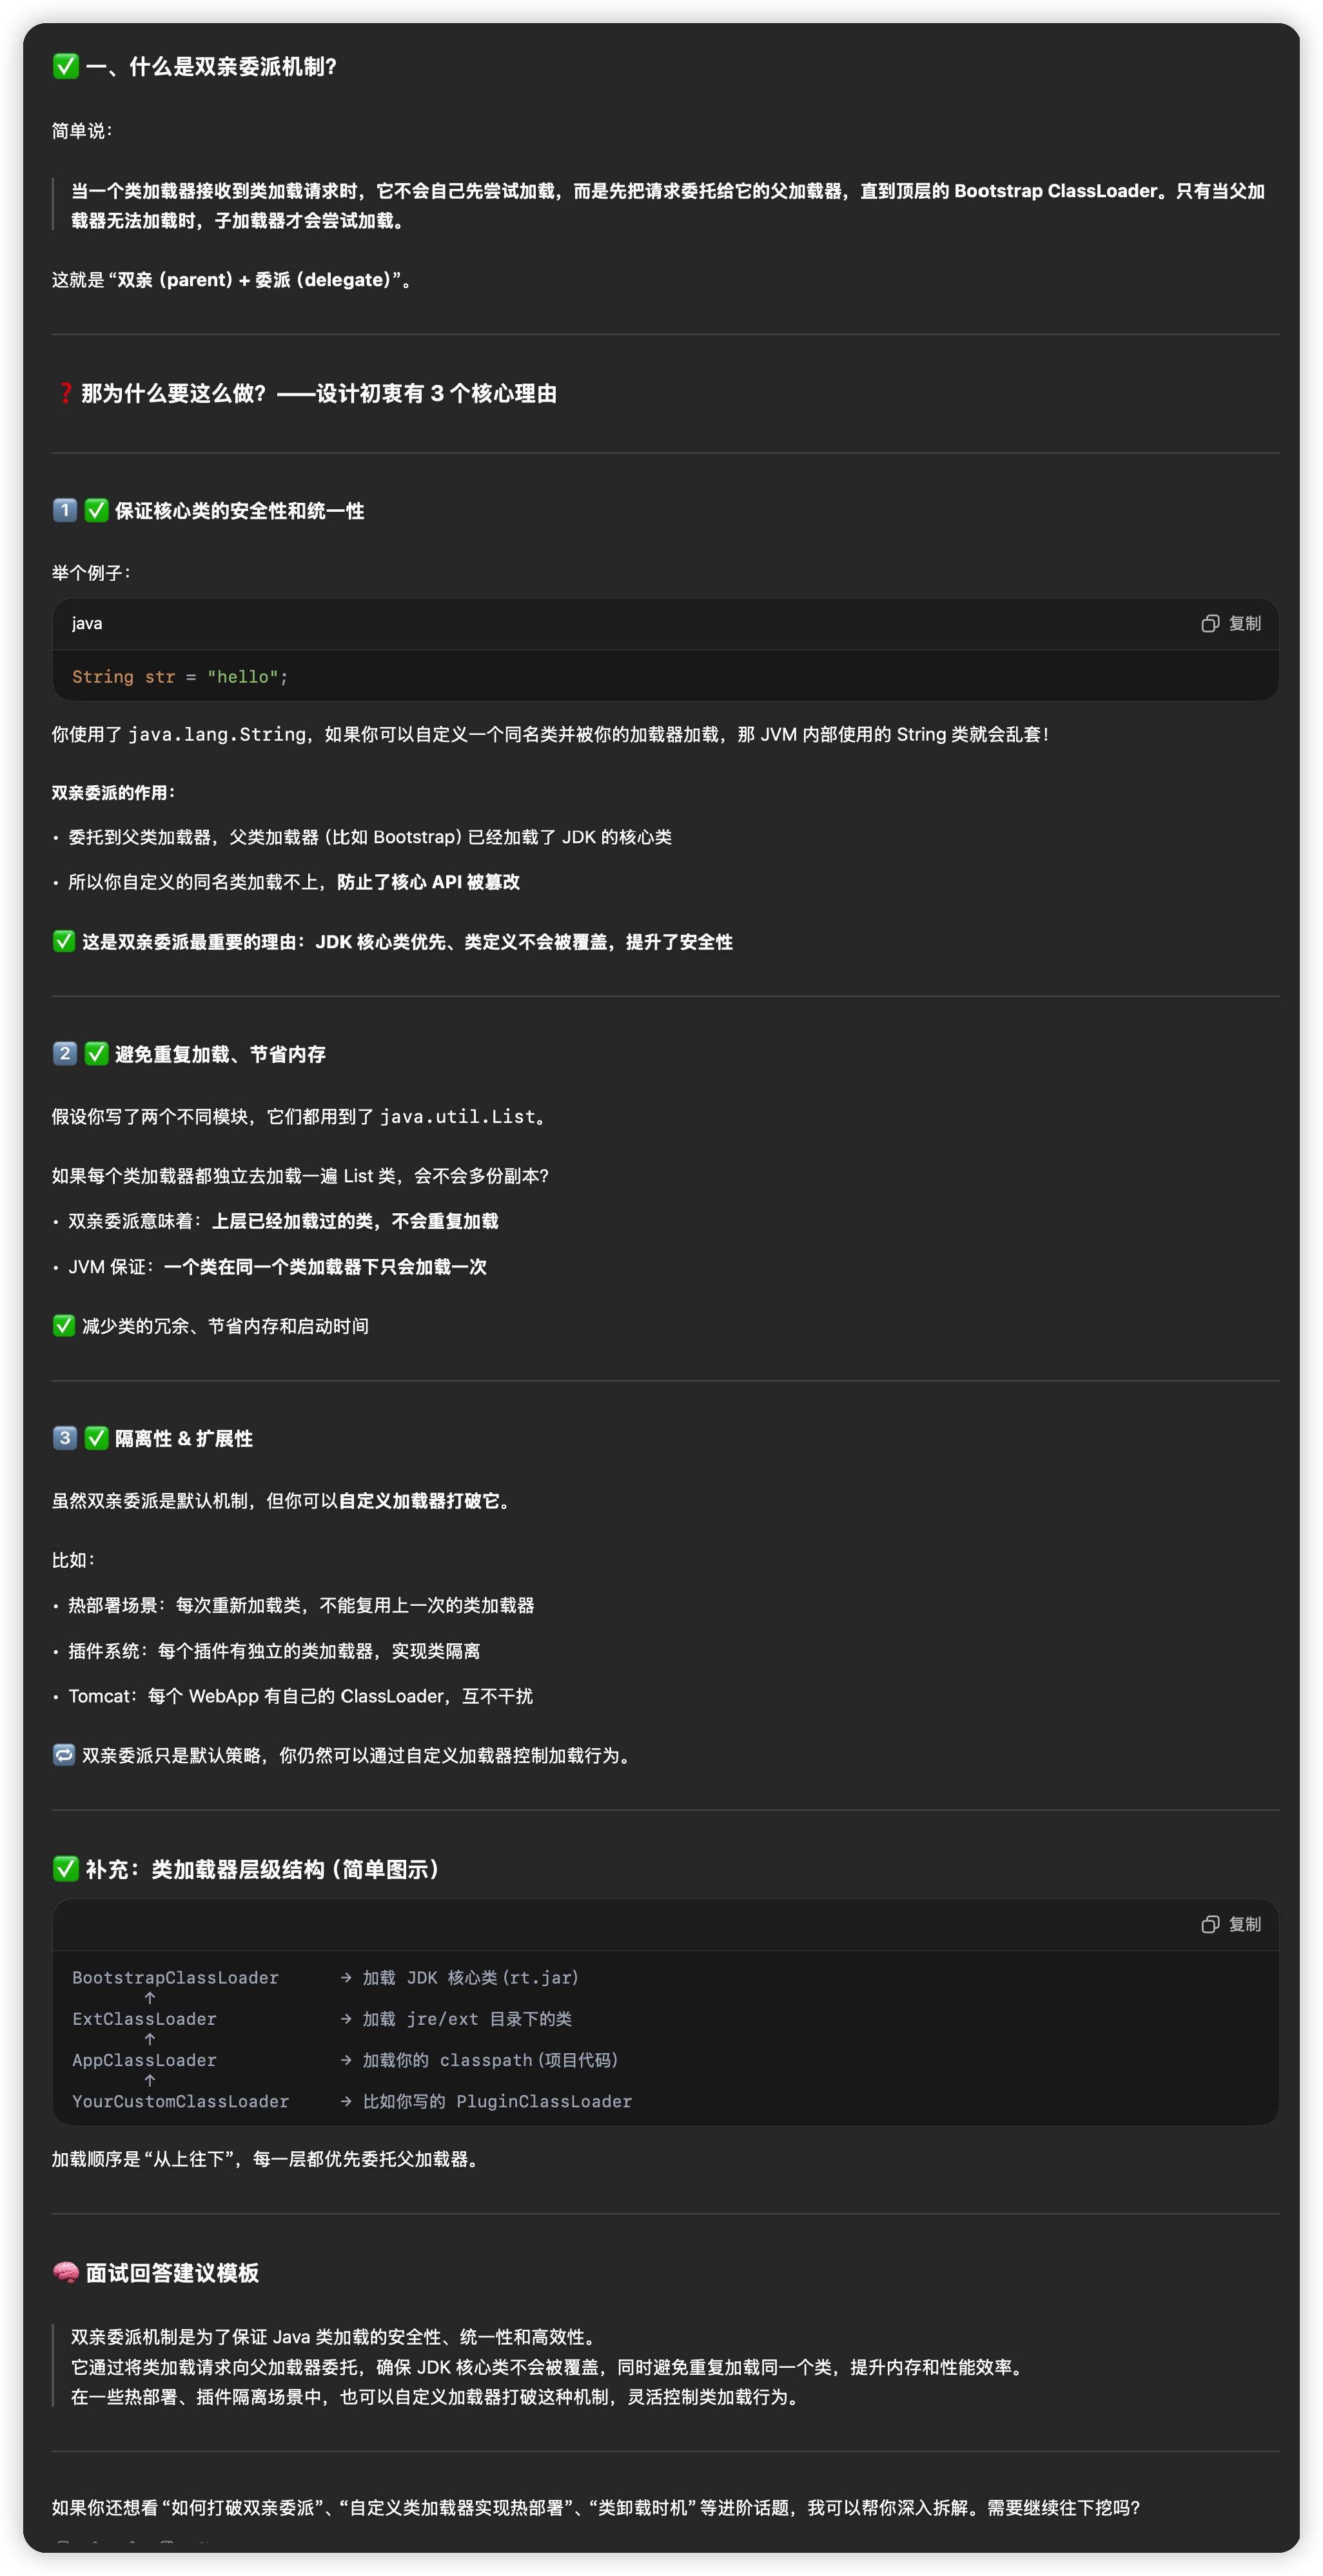 ✅ 一、什么是双亲委派机制？
简单说：
当一个类加载器接收到类加载请求时，它不会自己先尝试加载，而是先把请求委托给它的父加载器，直到顶层的 Bootstrap ClassLoader。只有当父加
载器无法加载时，子加载器才会尝试加载。
这就是“双亲（parent）+ 委派（delegate）”。
❓那为什么要这么做？——设计初衷有 3 个核心理由
1️⃣ ✅ 保证核心类的安全性和统一性
举个例子：
java
复制
String str = "hello";
你使用了 java.lang.String，如果你可以自定义一个同名类并被你的加载器加载，那 JVM 内部使用的 String 类就会乱套！
双亲委派的作用：
• 委托到父类加载器，父类加载器（比如 Bootstrap）已经加载了 JDK 的核心类
• 所以你自定义的同名类加载不上，防止了核心 API 被篡改
✅ 这是双亲委派最重要的理由：JDK 核心类优先、类定义不会被覆盖，提升了安全性
2️⃣ ✅ 避免重复加载、节省内存
假设你写了两个不同模块，它们都用到了 java.util.List。
如果每个类加载器都独立去加载一遍 List 类，会不会多份副本？
• 双亲委派意味着：上层已经加载过的类，不会重复加载
• JVM 保证：一个类在同一个类加载器下只会加载一次
✅ 减少类的冗余、节省内存和启动时间
3️⃣ ✅ 隔离性 & 扩展性
虽然双亲委派是默认机制，但你可以自定义加载器打破它。
比如：
• 热部署场景：每次重新加载类，不能复用上一次的类加载器
• 插件系统：每个插件有独立的类加载器，实现类隔离
• Tomcat：每个 WebApp 有自己的 ClassLoader，互不干扰
🔁 双亲委派只是默认策略，你仍然可以通过自定义加载器控制加载行为。
✅ 补充：类加载器层级结构（简单图示）
复制
BootstrapClassLoader → 加载 JDK 核心类（rt.jar）
↑
ExtClassLoader → 加载 jre/ext 目录下的类
↑
AppClassLoader → 加载你的 classpath（项目代码）
↑
YourCustomClassLoader → 比如你写的 PluginClassLoader
加载顺序是“从上往下”，每一层都优先委托父加载器。
🧠 面试回答建议模板
双亲委派机制是为了保证 Java 类加载的安全性、统一性和高效性。
它通过将类加载请求向父加载器委托，确保 JDK 核心类不会被覆盖，同时避免重复加载同一个类，提升内存和性能效率。
在一些热部署、插件隔离场景中，也可以自定义加载器打破这种机制，灵活控制类加载行为。
如果你还想看“如何打破双亲委派”、“自定义类加载器实现热部署”、“类卸载时机”等进阶话题，我可以帮你深入拆解。需要继续往下挖吗？